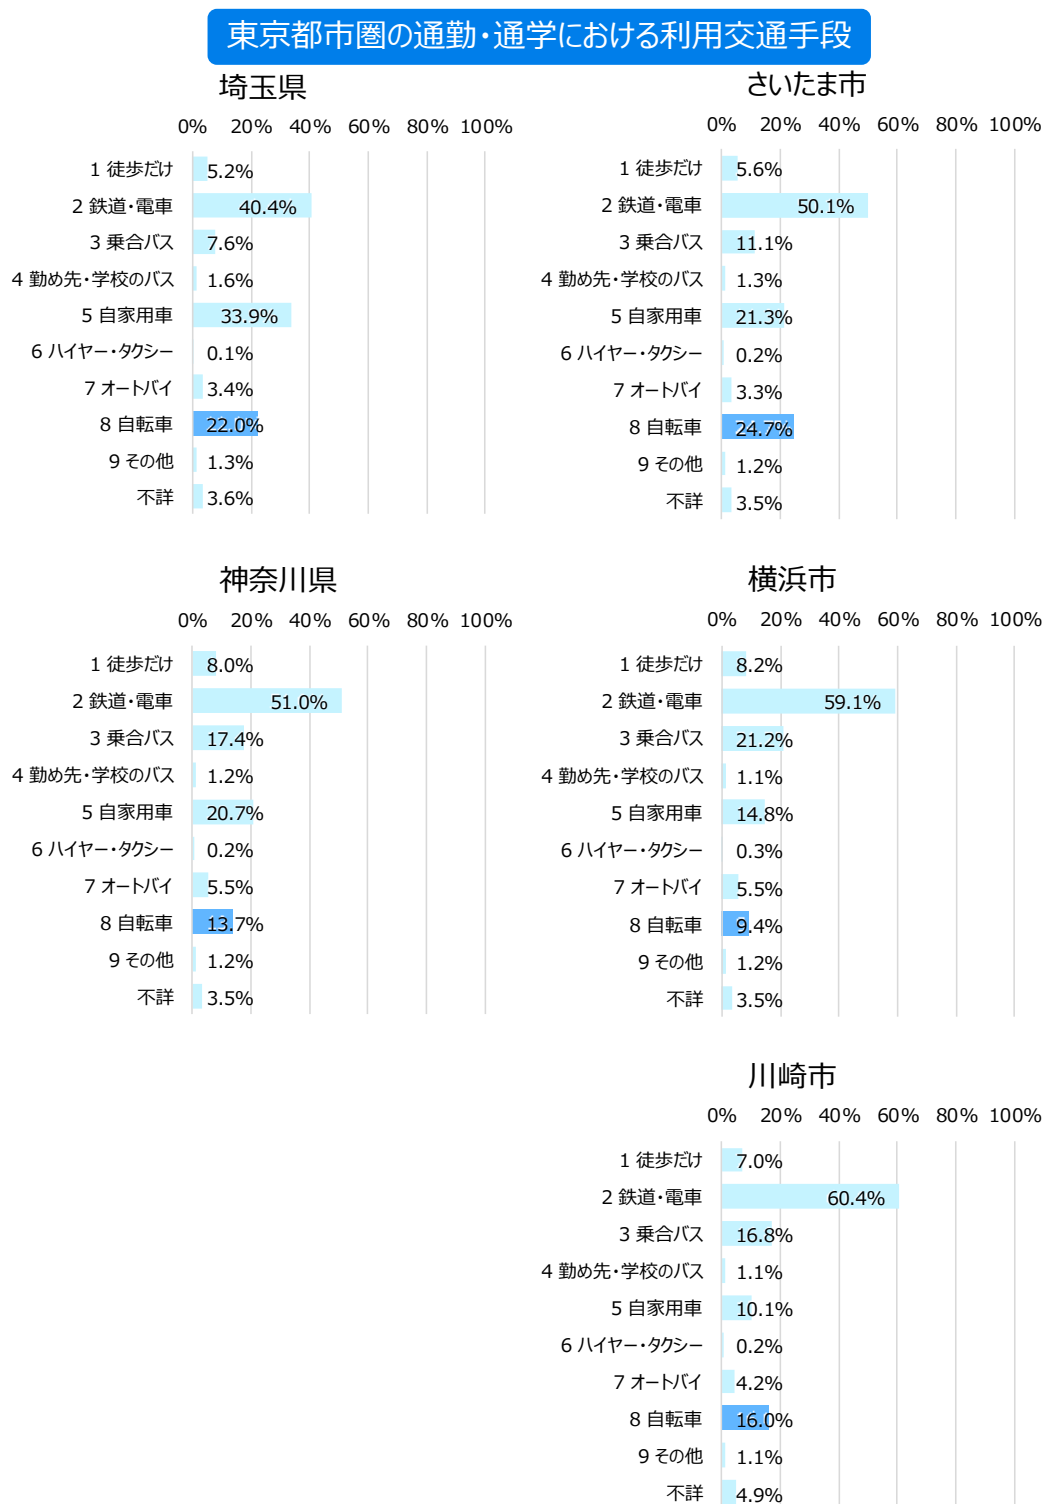 東京都市圏の通勤・通学における利用交通手段
埼玉県
0% 20% 40% 60% 80% 100%
1 徒歩だけ 5.2%
2 鉄道・電車 40.4%
3 乗合バス 7.6%
4 勤め先・学校のバス 1.6%
5 自家用車 33.9%
6 ハイヤー・タクシー 0.1%
7 オートバイ 3.4%
8 自転車 22.0%
9 その他 1.3%
不詳 3.6%
さいたま市
0% 20% 40% 60% 80% 100%
1 徒歩だけ 5.6%
2 鉄道・電車 50.1%
3 乗合バス 11.1%
4 勤め先・学校のバス 1.3%
5 自家用車 21.3%
6 ハイヤー・タクシー 0.2%
7 オートバイ 3.3%
8 自転車 24.7%
9 その他 1.2%
不詳 3.5%
神奈川県
0% 20% 40% 60% 80% 100%
1 徒歩だけ 8.0%
2 鉄道・電車 51.0%
3 乗合バス 17.4%
4 勤め先・学校のバス 1.2%
5 自家用車 20.7%
6 ハイヤー・タクシー 0.2%
7 オートバイ 5.5%
8 自転車 13.7%
9 その他 1.2%
不詳 3.5%
横浜市
0% 20% 40% 60% 80% 100%
1 徒歩だけ 8.2%
2 鉄道・電車 59.1%
3 乗合バス 21.2%
4 勤め先・学校のバス 1.1%
5 自家用車 14.8%
6 ハイヤー・タクシー 0.3%
7 オートバイ 5.5%
8 自転車 9.4%
9 その他 1.2%
不詳 3.5%
川崎市
0% 20% 40% 60% 80% 100%
1 徒歩だけ 7.0%
2 鉄道・電車 60.4%
3 乗合バス 16.8%
4 勤め先・学校のバス 1.1%
5 自家用車 10.1%
6 ハイヤー・タクシー 0.2%
7 オートバイ 4.2%
8 自転車 16.0%
9 その他 1.1%
不詳 4.9%